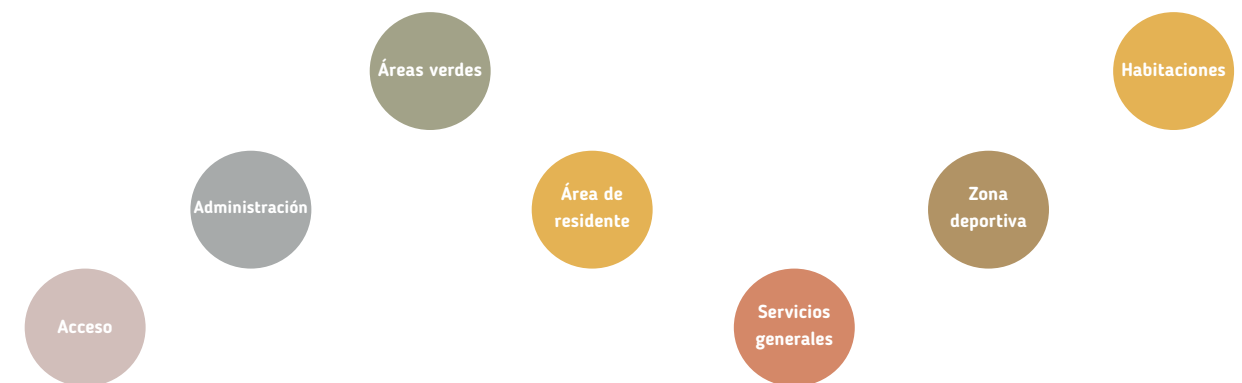 Áreas verdes
Habitaciones
Administración
Área de
residente
Zona
deportiva
Acceso
Servicios
generales